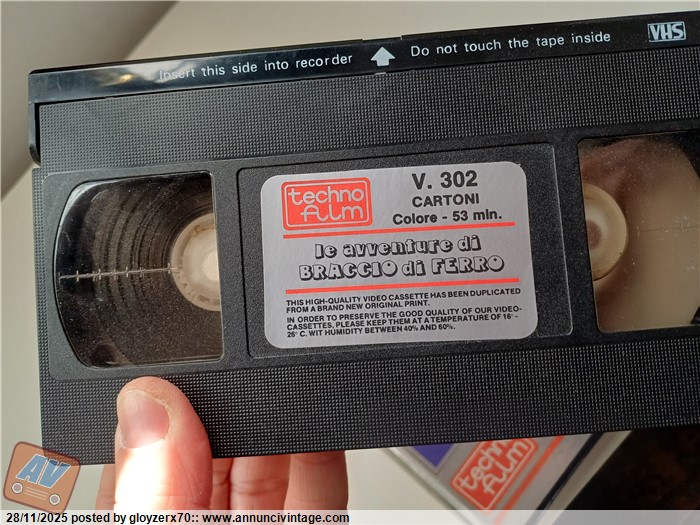 Insert this side into recorder
Do not touch the tape inside
VHS
techno
film
V. 302
CARTONI
Colore - 53 min.
le avventure di
BRACCIO di FERRO
THIS HIGH-QUALITY VIDEO CASSETTE HAS BEEN DUPLICATED
FROM A BRAND NEW ORIGINAL PRINT.
IN ORDER TO PRESERVE THE GOOD QUALITY OF OUR VIDEO-
CASSETTES, PLEASE KEEP THEM AT A TEMPERATURE OF 16° -
26° C. WIT HUMIDITY BETWEEN 40% AND 60%.
techno
film
AV
28/11/2025 posted by gloyzerx70:: www.annuncivintage.com